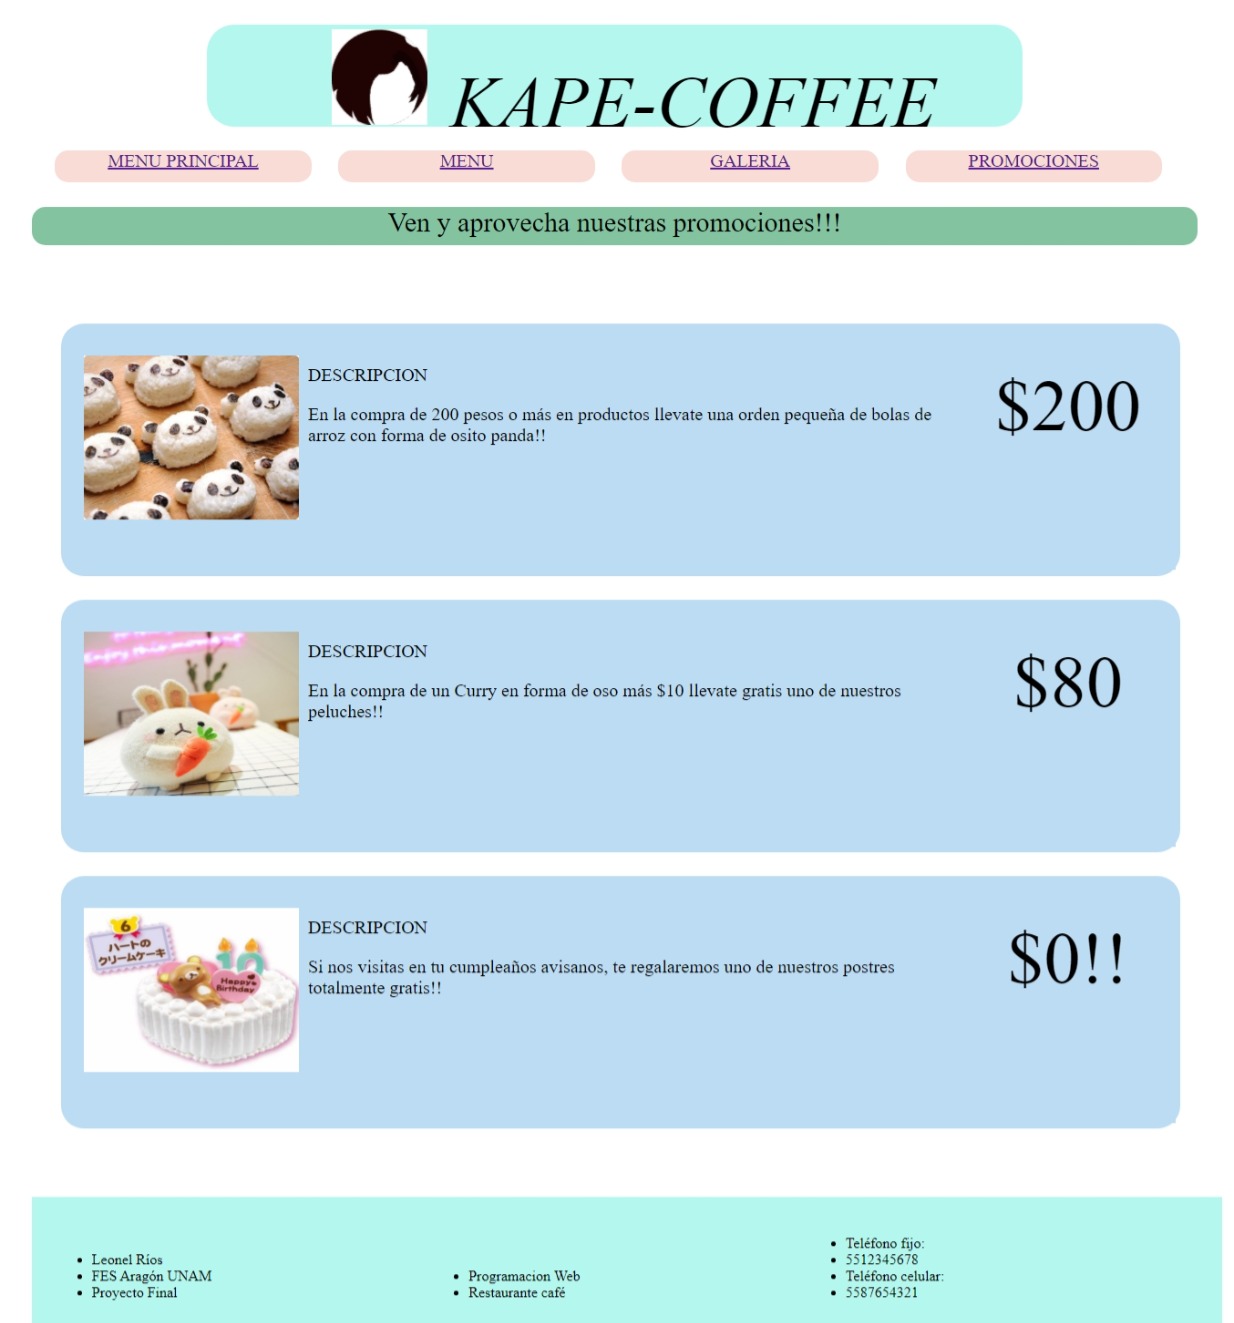 KAPE-COFFEE
MENU PRINCIPAL
MENU
GALERIA
PROMOCIONES
Ven y aprovecha nuestras promociones!!!
DESCRIPCION
En la compra de 200 pesos o más en productos llevate una orden pequeña de bolas de
arroz con forma de osito panda!!
$200
Enjoy this moment
DESCRIPCION
En la compra de un Curry en forma de oso más $10 llevate gratis uno de nuestros
peluches!!
$80
6
ハートの
クリームケーキ
10
Happy
Birthday
DESCRIPCION
Si nos visitas en tu cumpleaños avisanos, te regalaremos uno de nuestros postres
totalmente gratis!!
$0!!
Leonel Ríos
FES Aragón UNAM
Proyecto Final
Programacion Web
Restaurante café
Teléfono fijo:
5512345678
Teléfono celular:
5587654321